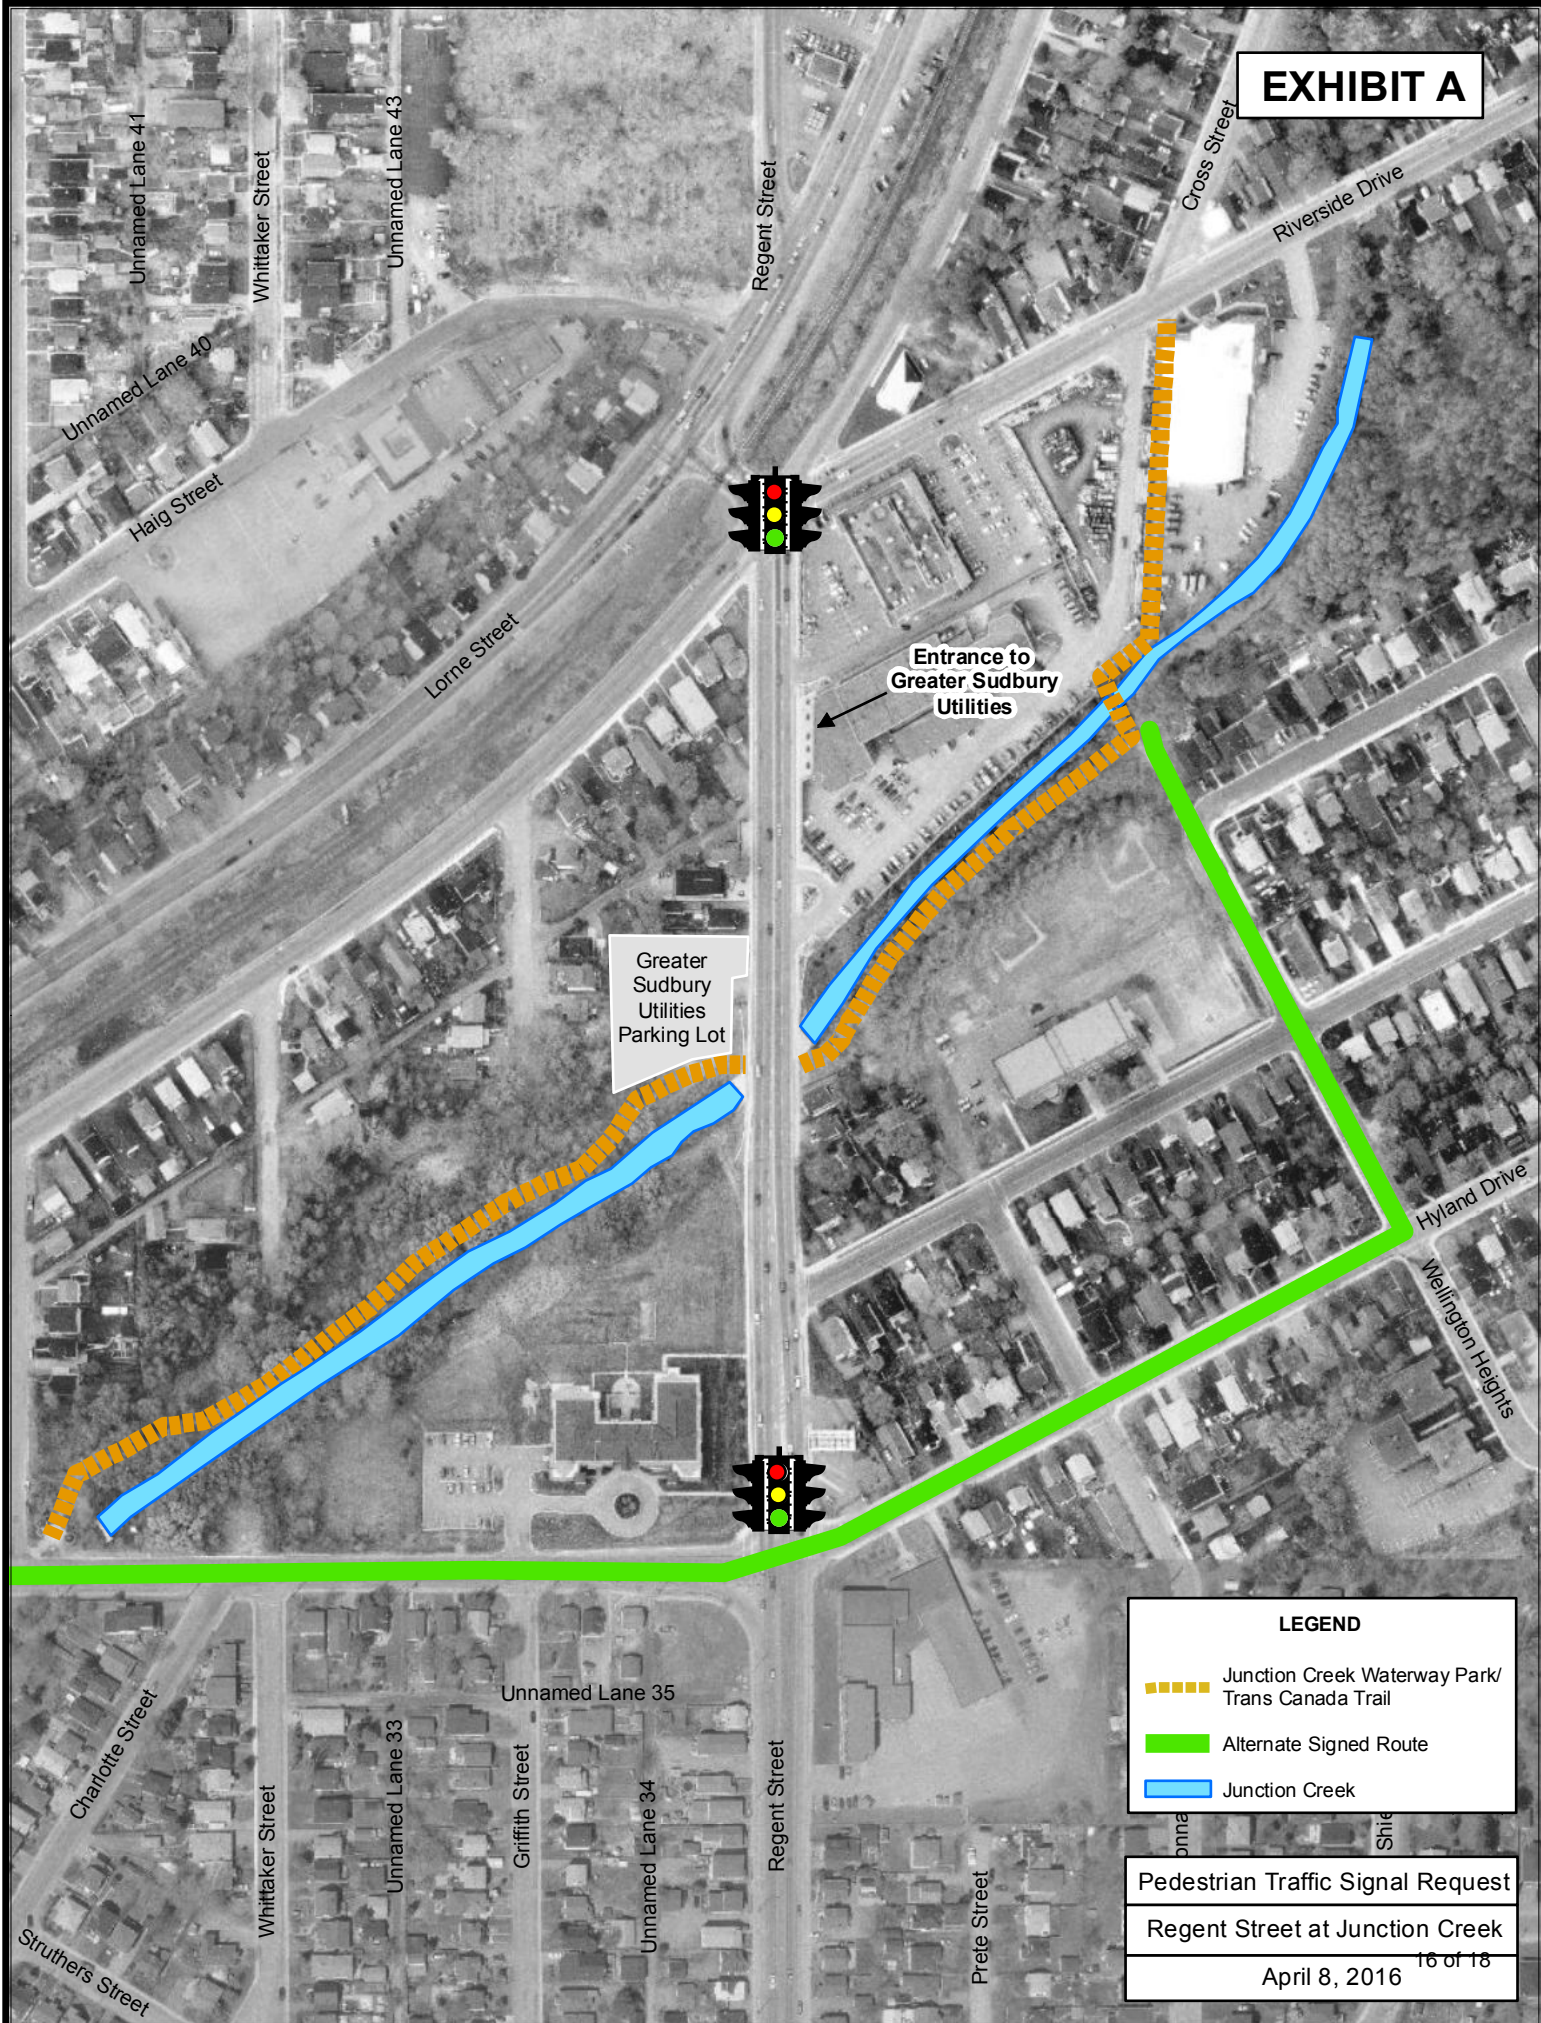 EXHIBIT A
Unnamed Lane 41
Whittaker Street
Unnamed Lane 43
Regent Street
Cross Street
Riverside Drive
Unnamed Lane 40
Haig Street
Lorne Street
Entrance to
Greater Sudbury
Utilities
Greater
Sudbury
Utilities
Parking Lot
Hyland Drive
Wellington Heights
LEGEND
Junction Creek Waterway Park/
Trans Canada Trail
Alternate Signed Route
Junction Creek
Unnamed Lane 35
Charlotte Street
Whittaker Street
Unnamed Lane 33
Griffith Street
Unnamed Lane 34
Regent Street
Prete Street
Struthers Street
onna
Shie
Pedestrian Traffic Signal Request
Regent Street at Junction Creek
16 of 18
April 8, 2016